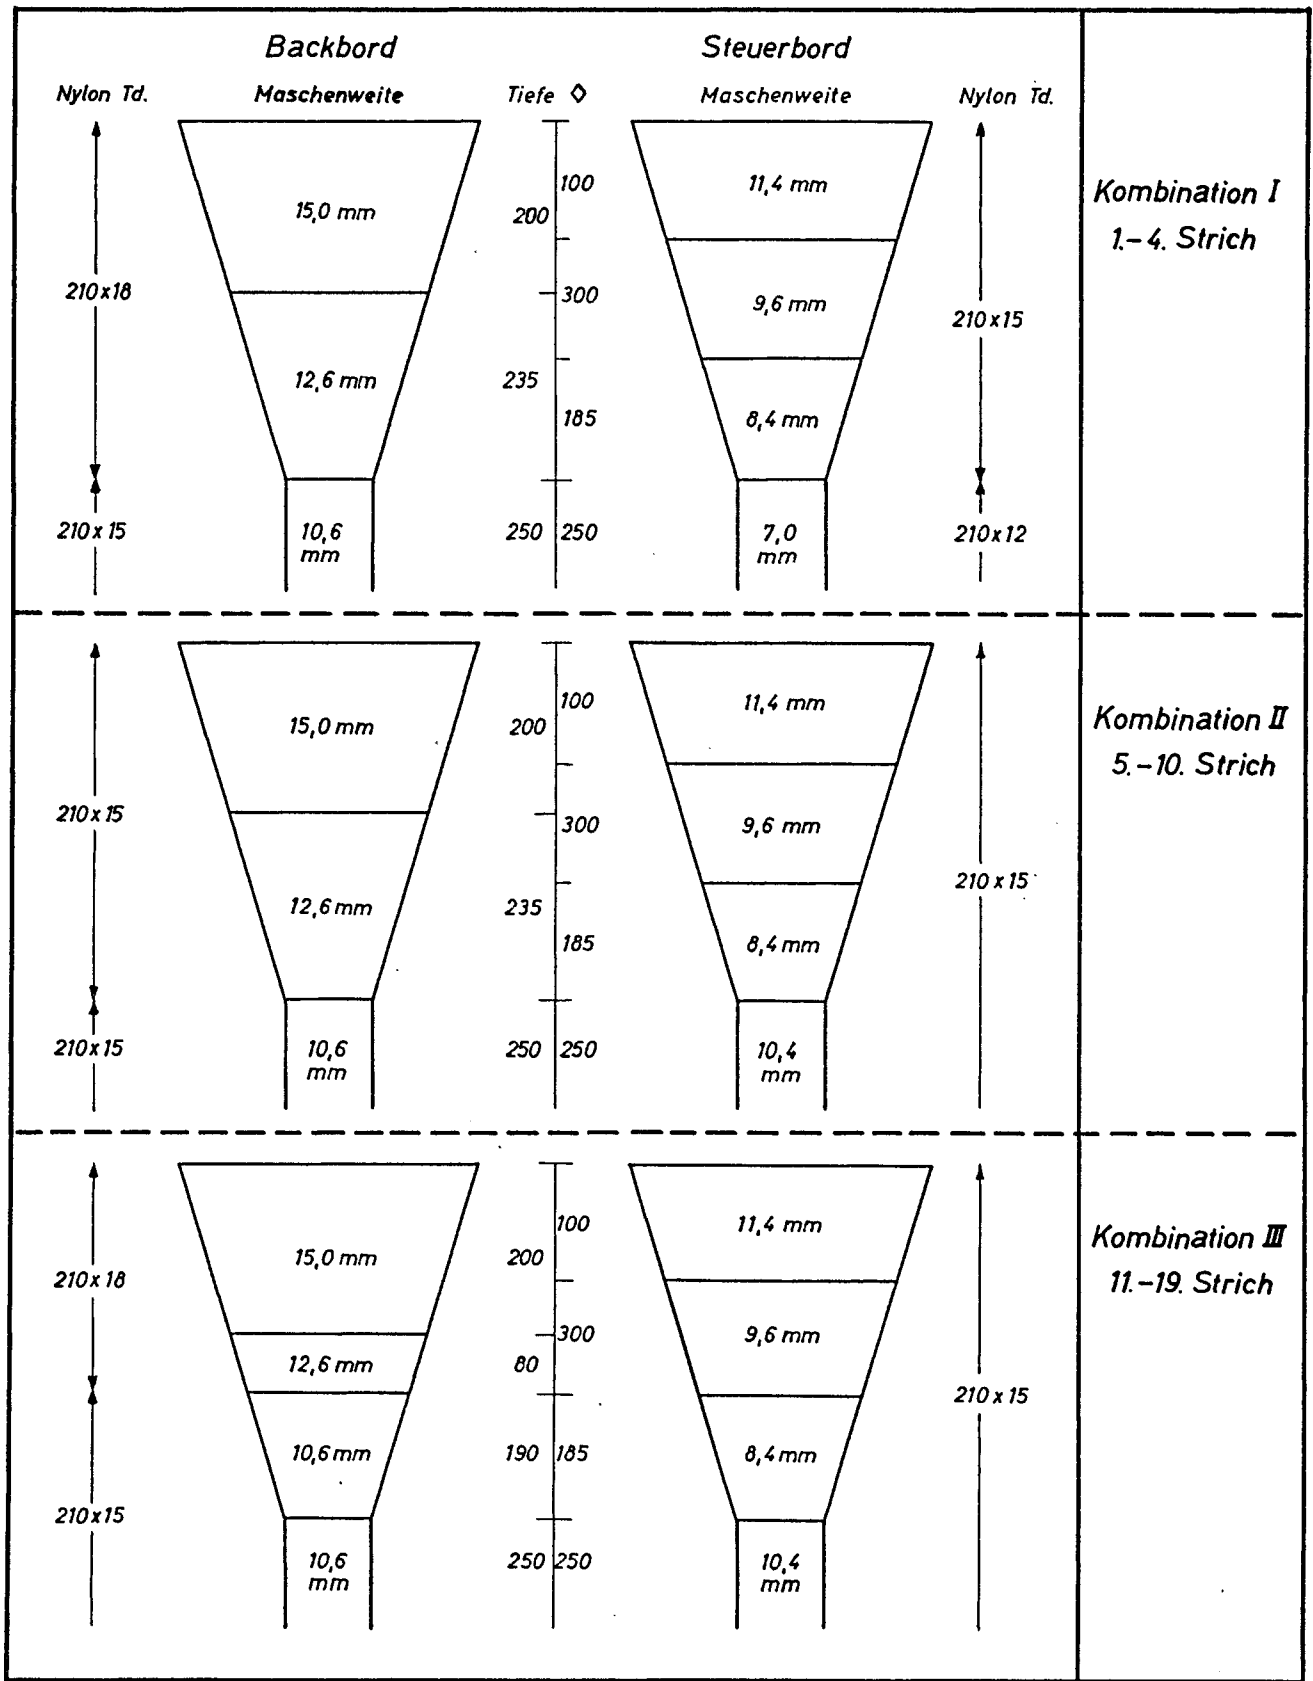 Backbord
Steuerbord
Nylon Td.
Maschenweite
Tiefe ◊
Maschenweite
Nylon Td.
210x18
210x15
15,0 mm
12,6 mm
10,6
mm
200
100
300
235
185
250
250
11,4 mm
9,6 mm
8,4 mm
7,0
mm
210x15
210x12
Kombination I
1.-4. Strich
210x15
210x15
15,0 mm
12,6 mm
10,6
mm
200
100
300
235
185
250
250
11,4 mm
9,6 mm
8,4 mm
10,4
mm
210x15
Kombination II
5.-10. Strich
210x18
210x15
15,0 mm
12,6 mm
10,6 mm
10,6
mm
200
100
300
80
190
185
250
250
11,4 mm
9,6 mm
8,4 mm
10,4
mm
210x15
Kombination III
11.-19. Strich